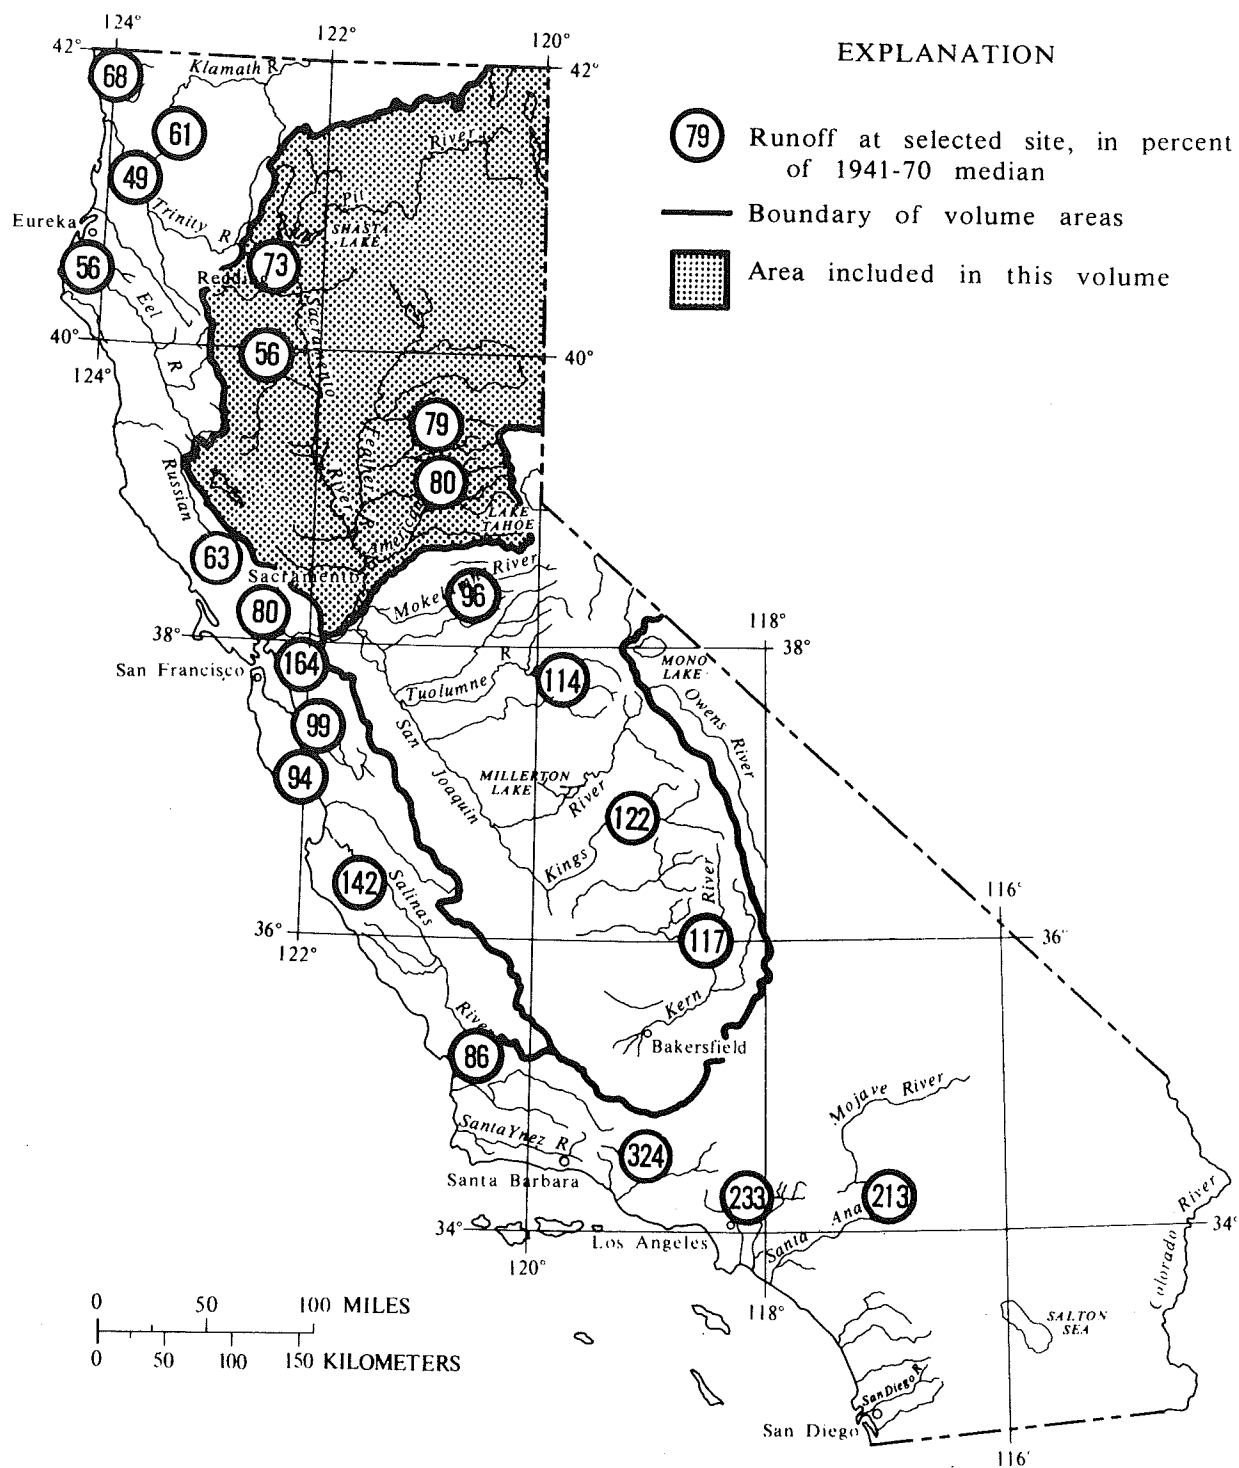 124°
122°
120°
42°
42°
EXPLANATION
79 Runoff at selected site, in percent
of 1941-70 median
Boundary of volume areas
Area included in this volume
68
Klamath R
61
49
Trinity R
Eureka
56
Pit River
SHASTA
LAKE
Redding
73
Eel R
Sacramento River
40°
40°
124°
56
79
80
Feather R
American
LAKE
TAHOE
Russian
63
Sacramento
80
Mokelumne River
96
38°
118°
38°
San Francisco
164
MONO
LAKE
Tuolumne R
114
Owens River
99
San Joaquin
94
MILLERTON
LAKE
River
122
Kings
142
Salinas
River
River
116°
36°
122°
117
36°
Kern
Bakersfield
86
Mojave River
Santa Ynez R
324
Santa Barbara
233
213
Santa Ana
Colorado River
34°
34°
Los Angeles
120°
118°
0 50 100 MILES
0 50 100 150 KILOMETERS
SALTON
SEA
San Diego R
San Diego
116°